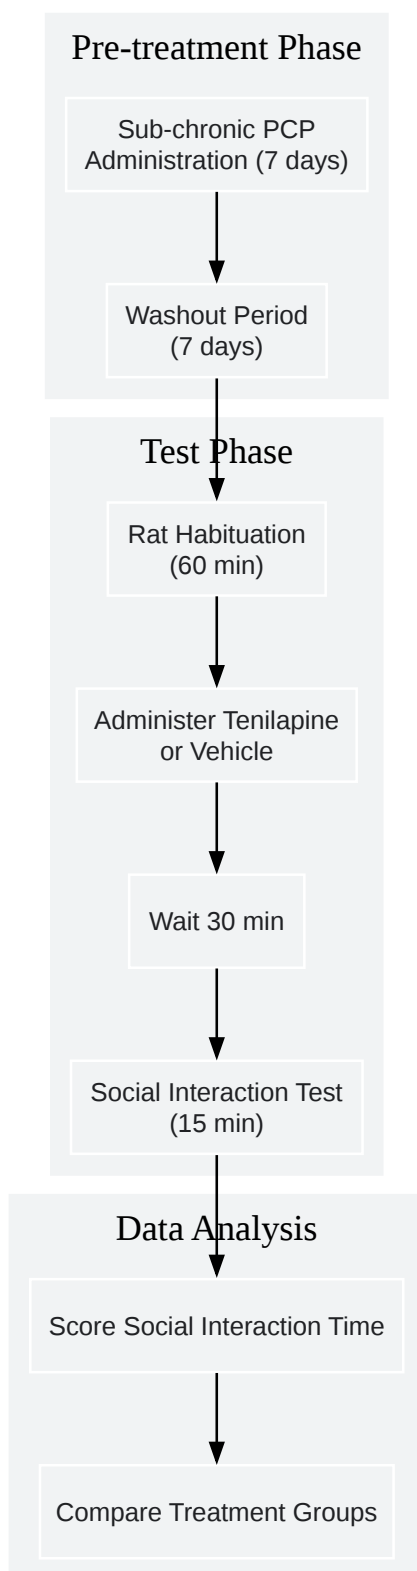 Pre-treatment Phase
Sub-chronic PCP
Administration (7 days)
Washout Period
(7 days)
Test Phase
Rat Habituation
(60 min)
Administer Tenilapine
or Vehicle
Wait 30 min
Social Interaction Test
(15 min)
Data Analysis
Score Social Interaction Time
Compare Treatment Groups